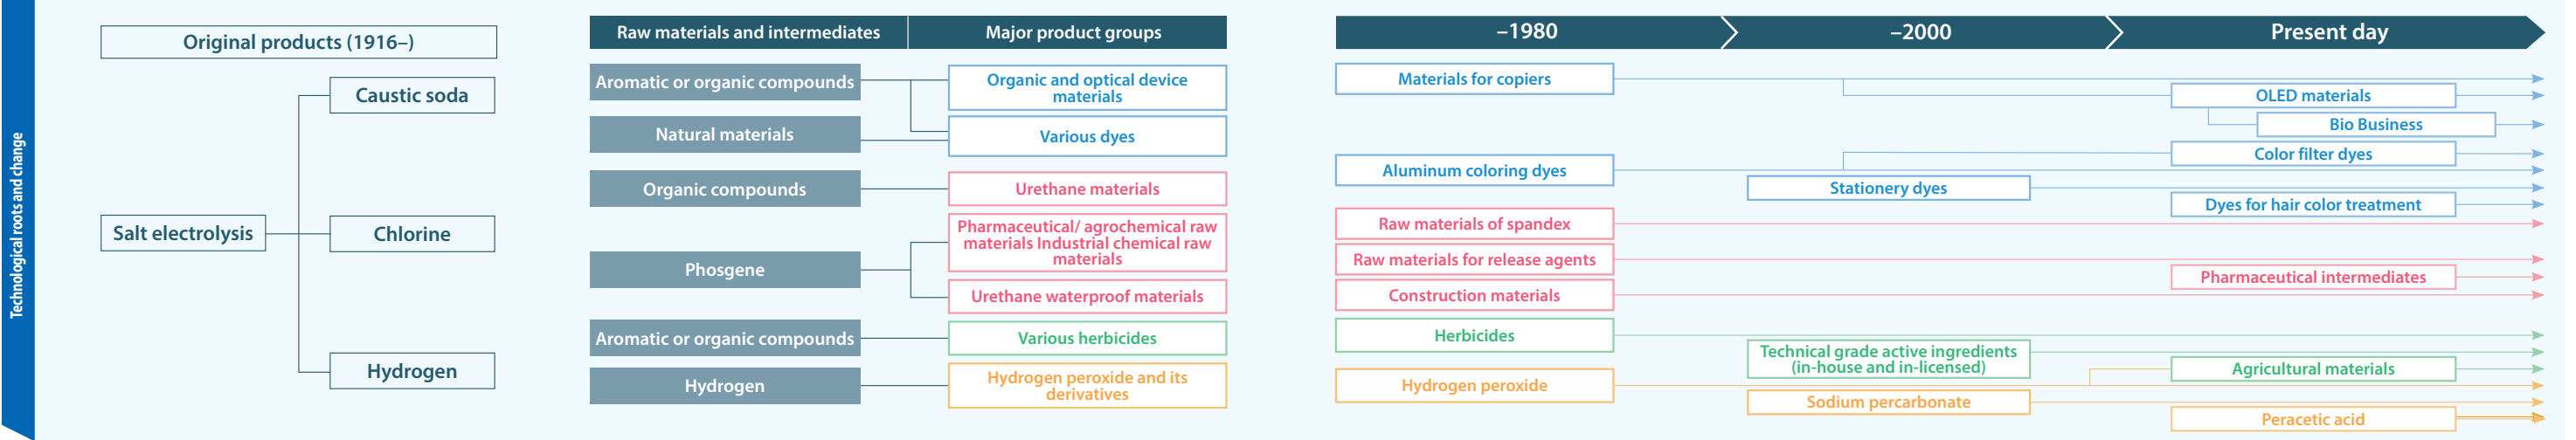 Technological roots and change
Original products (1916–)
Salt electrolysis
Caustic soda
Chlorine
Hydrogen
Raw materials and intermediates
Major product groups
Aromatic or organic compounds
Organic and optical device
materials
Natural materials
Various dyes
Organic compounds
Urethane materials
Phosgene
Pharmaceutical/ agrochemical raw
materials Industrial chemical raw
materials
Urethane waterproof materials
Aromatic or organic compounds
Various herbicides
Hydrogen
Hydrogen peroxide and its
derivatives
–1980
–2000
Present day
Materials for copiers
OLED materials
Bio Business
Color filter dyes
Aluminum coloring dyes
Stationery dyes
Dyes for hair color treatment
Raw materials of spandex
Raw materials for release agents
Pharmaceutical intermediates
Construction materials
Herbicides
Technical grade active ingredients
(in-house and in-licensed)
Agricultural materials
Hydrogen peroxide
Sodium percarbonate
Peracetic acid